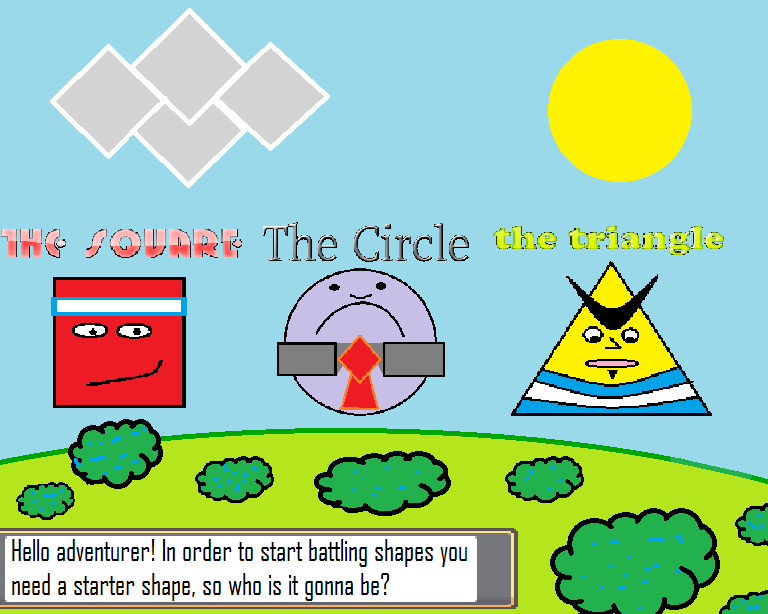 THE SQUARE The Circle the triangle
Hello adventurer! In order to start battling shapes you
need a starter shape, so who is it gonna be?